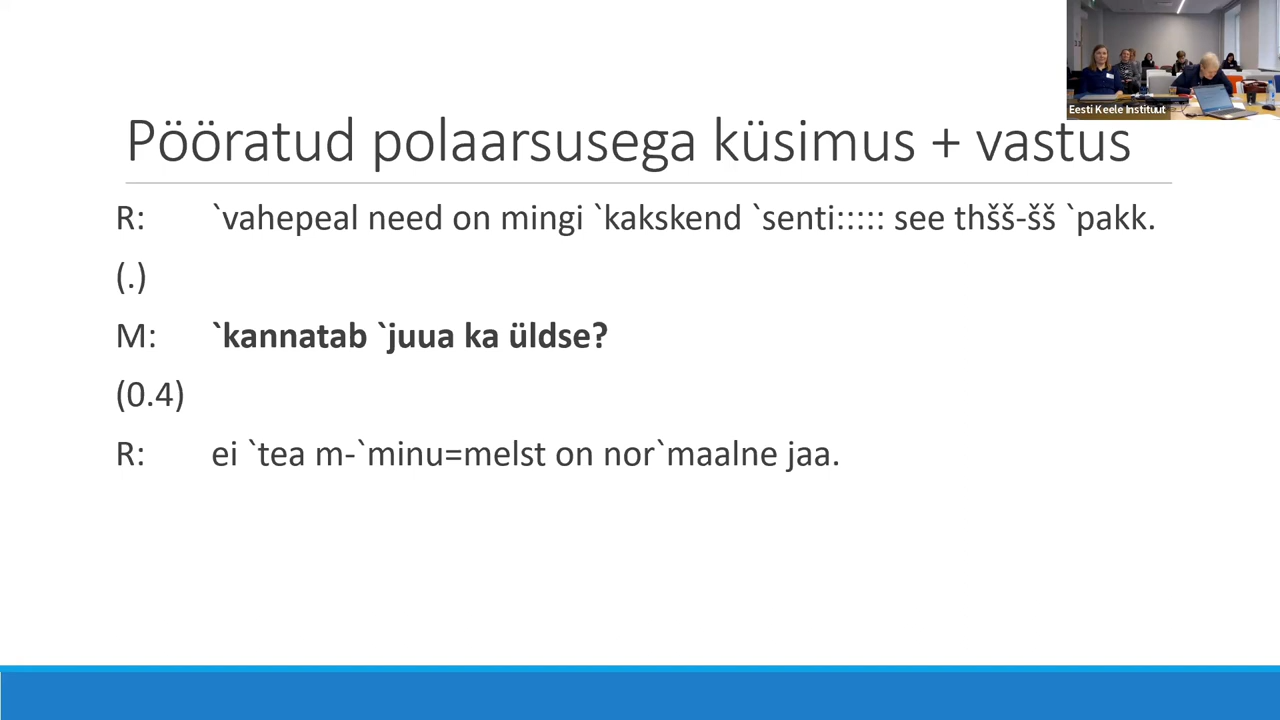 Eesti Keele Instituut
Pööratud polaarsusega küsimus + vastus
R: `vahepeal need on mingi `kakskend `senti::::: see thšš-šš `pakk.
(.)
M: `kannatab `juua ka üldse?
(0.4)
R: ei `tea m-`minu=melst on nor`maalne jaa.